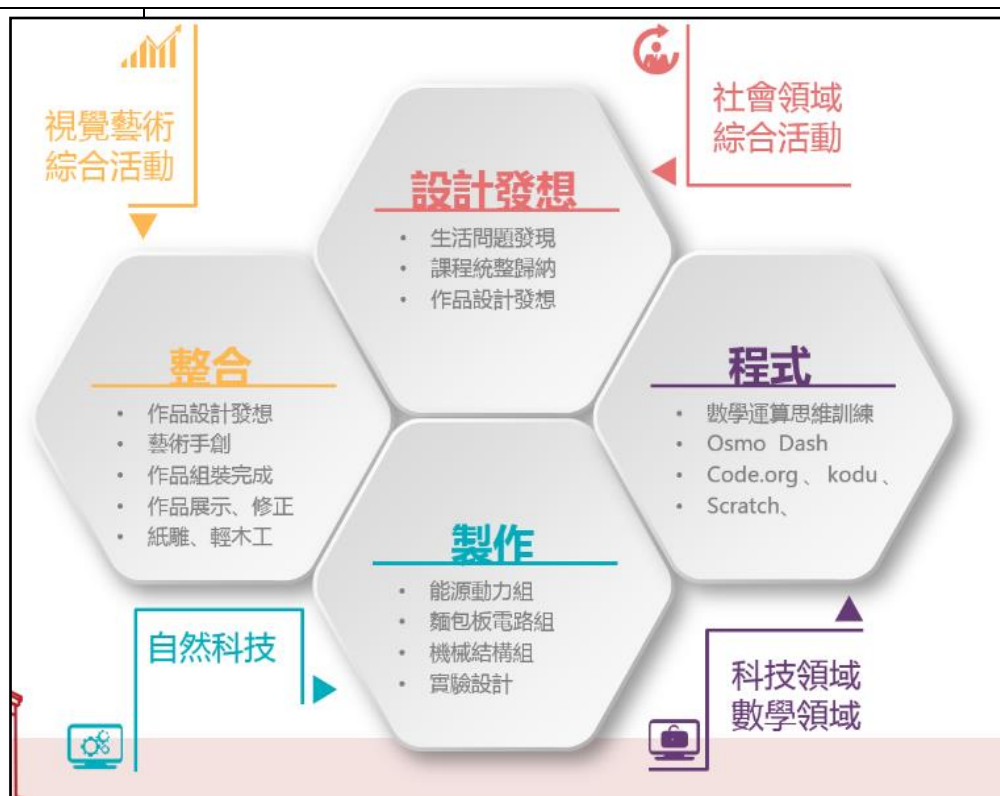 視覺藝術
綜合活動
社會領域
綜合活動
設計發想
• 生活問題發現
• 課程統整歸納
• 作品設計發想
整合
• 作品設計發想
• 藝術手創
• 作品組裝完成
• 作品展示、修正
• 紙雕、輕木工
程式
• 數學運算思維訓練
• Osmo Dash
• Code.org、kodu、
• Scratch、
製作
• 能源動力組
• 麵包板電路組
• 機械結構組
• 實驗設計
自然科技
科技領域
數學領域